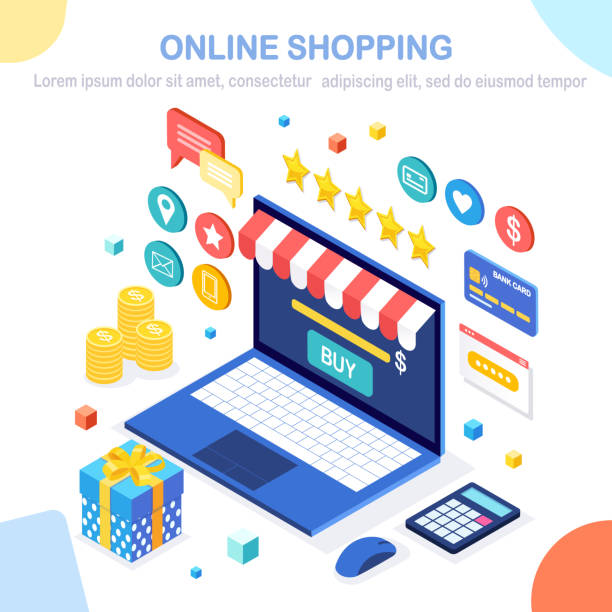 ONLINE SHOPPING
Lorem ipsum dolor sit amet, consectetur adipiscing elit, sed do eiusmod tempor
$
BANK CARD
$
$
BUY
$
$